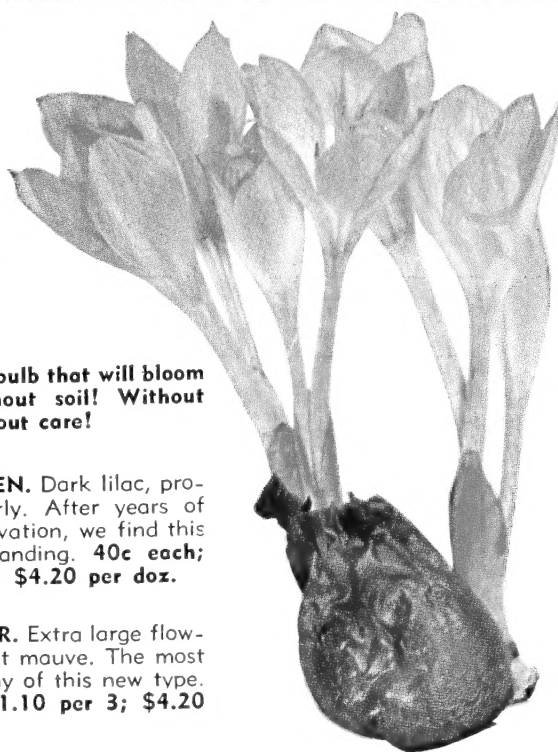 bulb that will bloom
out soil! Without
out care!
EN. Dark lilac, pro-
rly. After years of
vation, we find this
anding. 40c each;
$4.20 per doz.
R. Extra large flow-
t mauve. The most
y of this new type.
1.10 per 3; $4.20